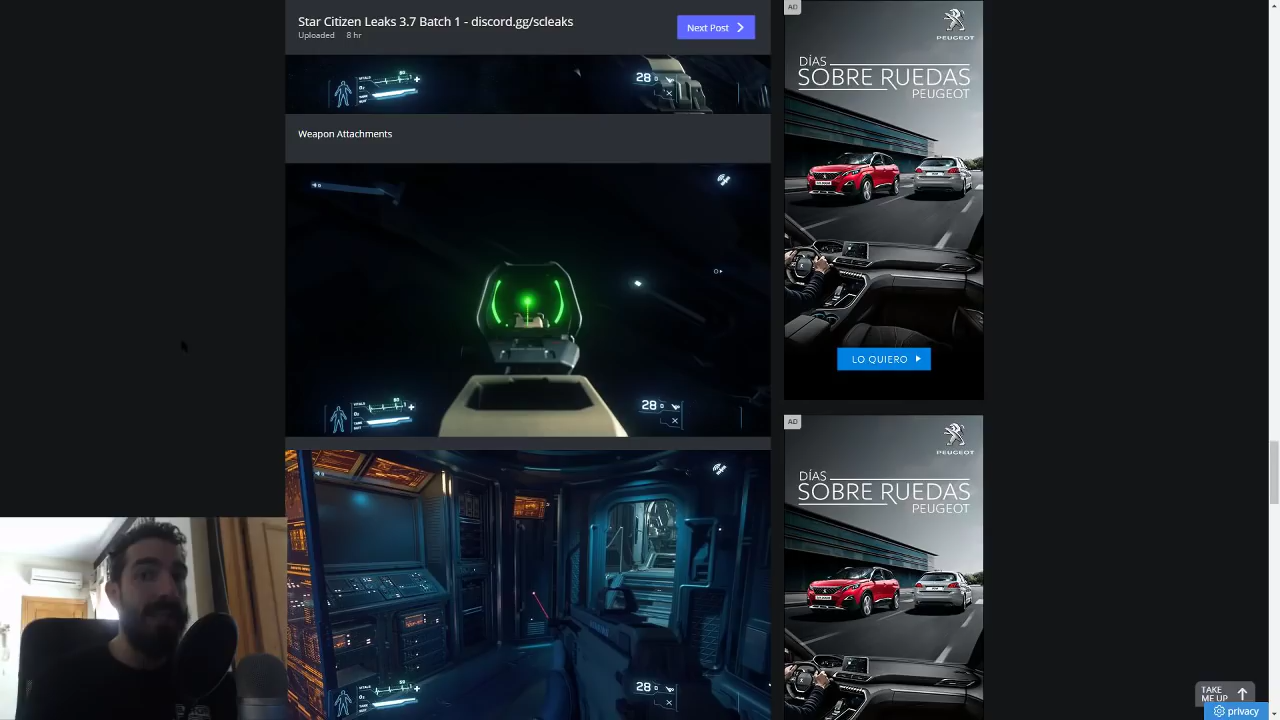 Star Citizen Leaks 3.7 Batch 1 - discord.gg/scleaks
Uploaded 8 hr
Next Post
28
Weapon Attachments
28
28
AD
PEUGEOT
DÍAS
SOBRE RUEDAS
PEUGEOT
LO QUIERO
AD
PEUGEOT
DÍAS
SOBRE RUEDAS
PEUGEOT
TAKE
ME UP
privacy